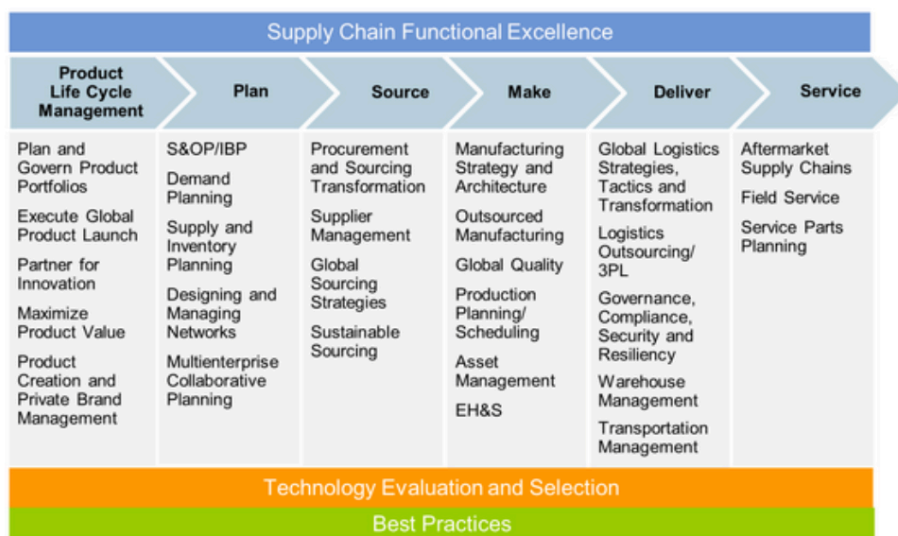 Supply Chain Functional Excellence
Product
Life Cycle
Management
Plan
Source
Make
Deliver
Service
Plan and
Govern Product
Portfolios
Execute Global
Product Launch
Partner for
Innovation
Maximize
Product Value
Product
Creation and
Private Brand
Management
S&OP/IBP
Demand
Planning
Supply and
Inventory
Planning
Designing and
Managing
Networks
Multienterprise
Collaborative
Planning
Procurement
and Sourcing
Transformation
Supplier
Management
Global
Sourcing
Strategies
Sustainable
Sourcing
Manufacturing
Strategy and
Architecture
Outsourced
Manufacturing
Global Quality
Production
Planning/
Scheduling
Asset
Management
EH&S
Global Logistics
Strategies,
Tactics and
Transformation
Logistics
Outsourcing/
3PL
Governance,
Compliance,
Security and
Resiliency
Warehouse
Management
Transportation
Management
Aftermarket
Supply Chains
Field Service
Service Parts
Planning
Technology Evaluation and Selection
Best Practices